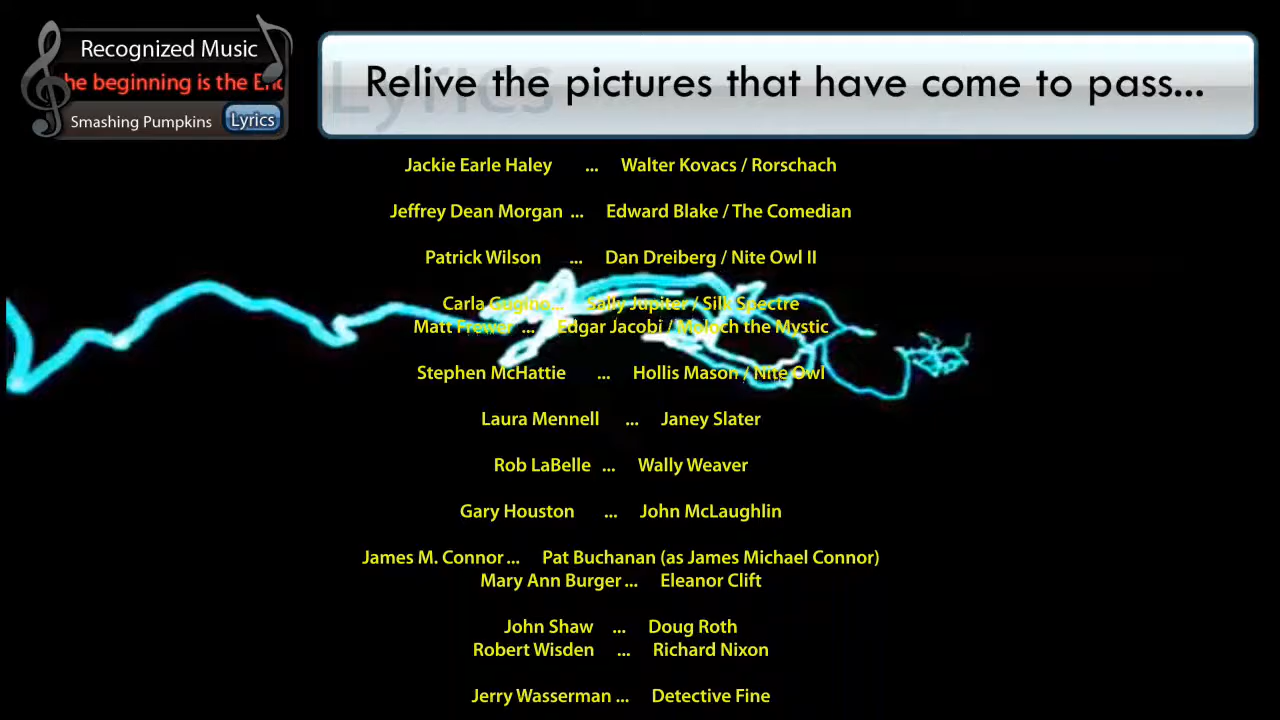 Recognized Music
he beginning is the En
Smashing Pumpkins
Lyrics
Lyrics
Relive the pictures that have come to pass...
Jackie Earle Haley ... Walter Kovacs / Rorschach
Jeffrey Dean Morgan ... Edward Blake / The Comedian
Patrick Wilson ... Dan Dreiberg / Nite Owl II
Carla Gugino... Sally Jupiter / Silk Spectre
Matt Frewer ... Edgar Jacobi / Moloch the Mystic
Stephen McHattie ... Hollis Mason / Nite Owl
Laura Mennell ... Janey Slater
Rob LaBelle ... Wally Weaver
Gary Houston ... John McLaughlin
James M. Connor ... Pat Buchanan (as James Michael Connor)
Mary Ann Burger ... Eleanor Clift
John Shaw ... Doug Roth
Robert Wisden ... Richard Nixon
Jerry Wasserman ... Detective Fine